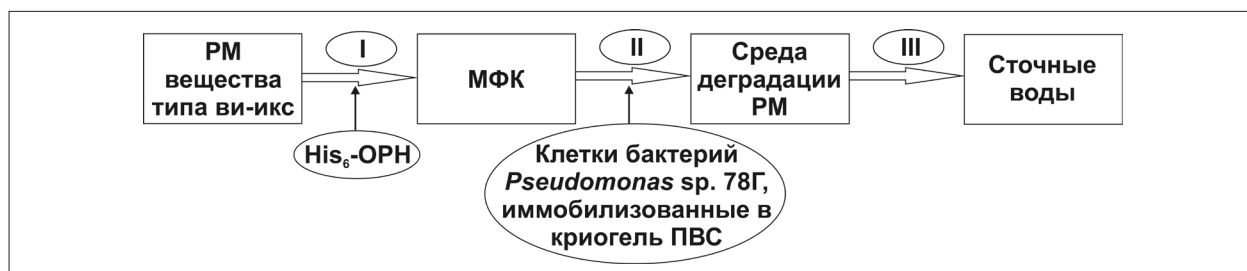 I
II
III
РМ
вещества
типа ви-икс
МФК
Среда
деградации
РМ
Сточные
воды
His₆-OPH
Клетки бактерий
Pseudomonas sp. 78Г,
иммобилизованные в
криогель ПВС